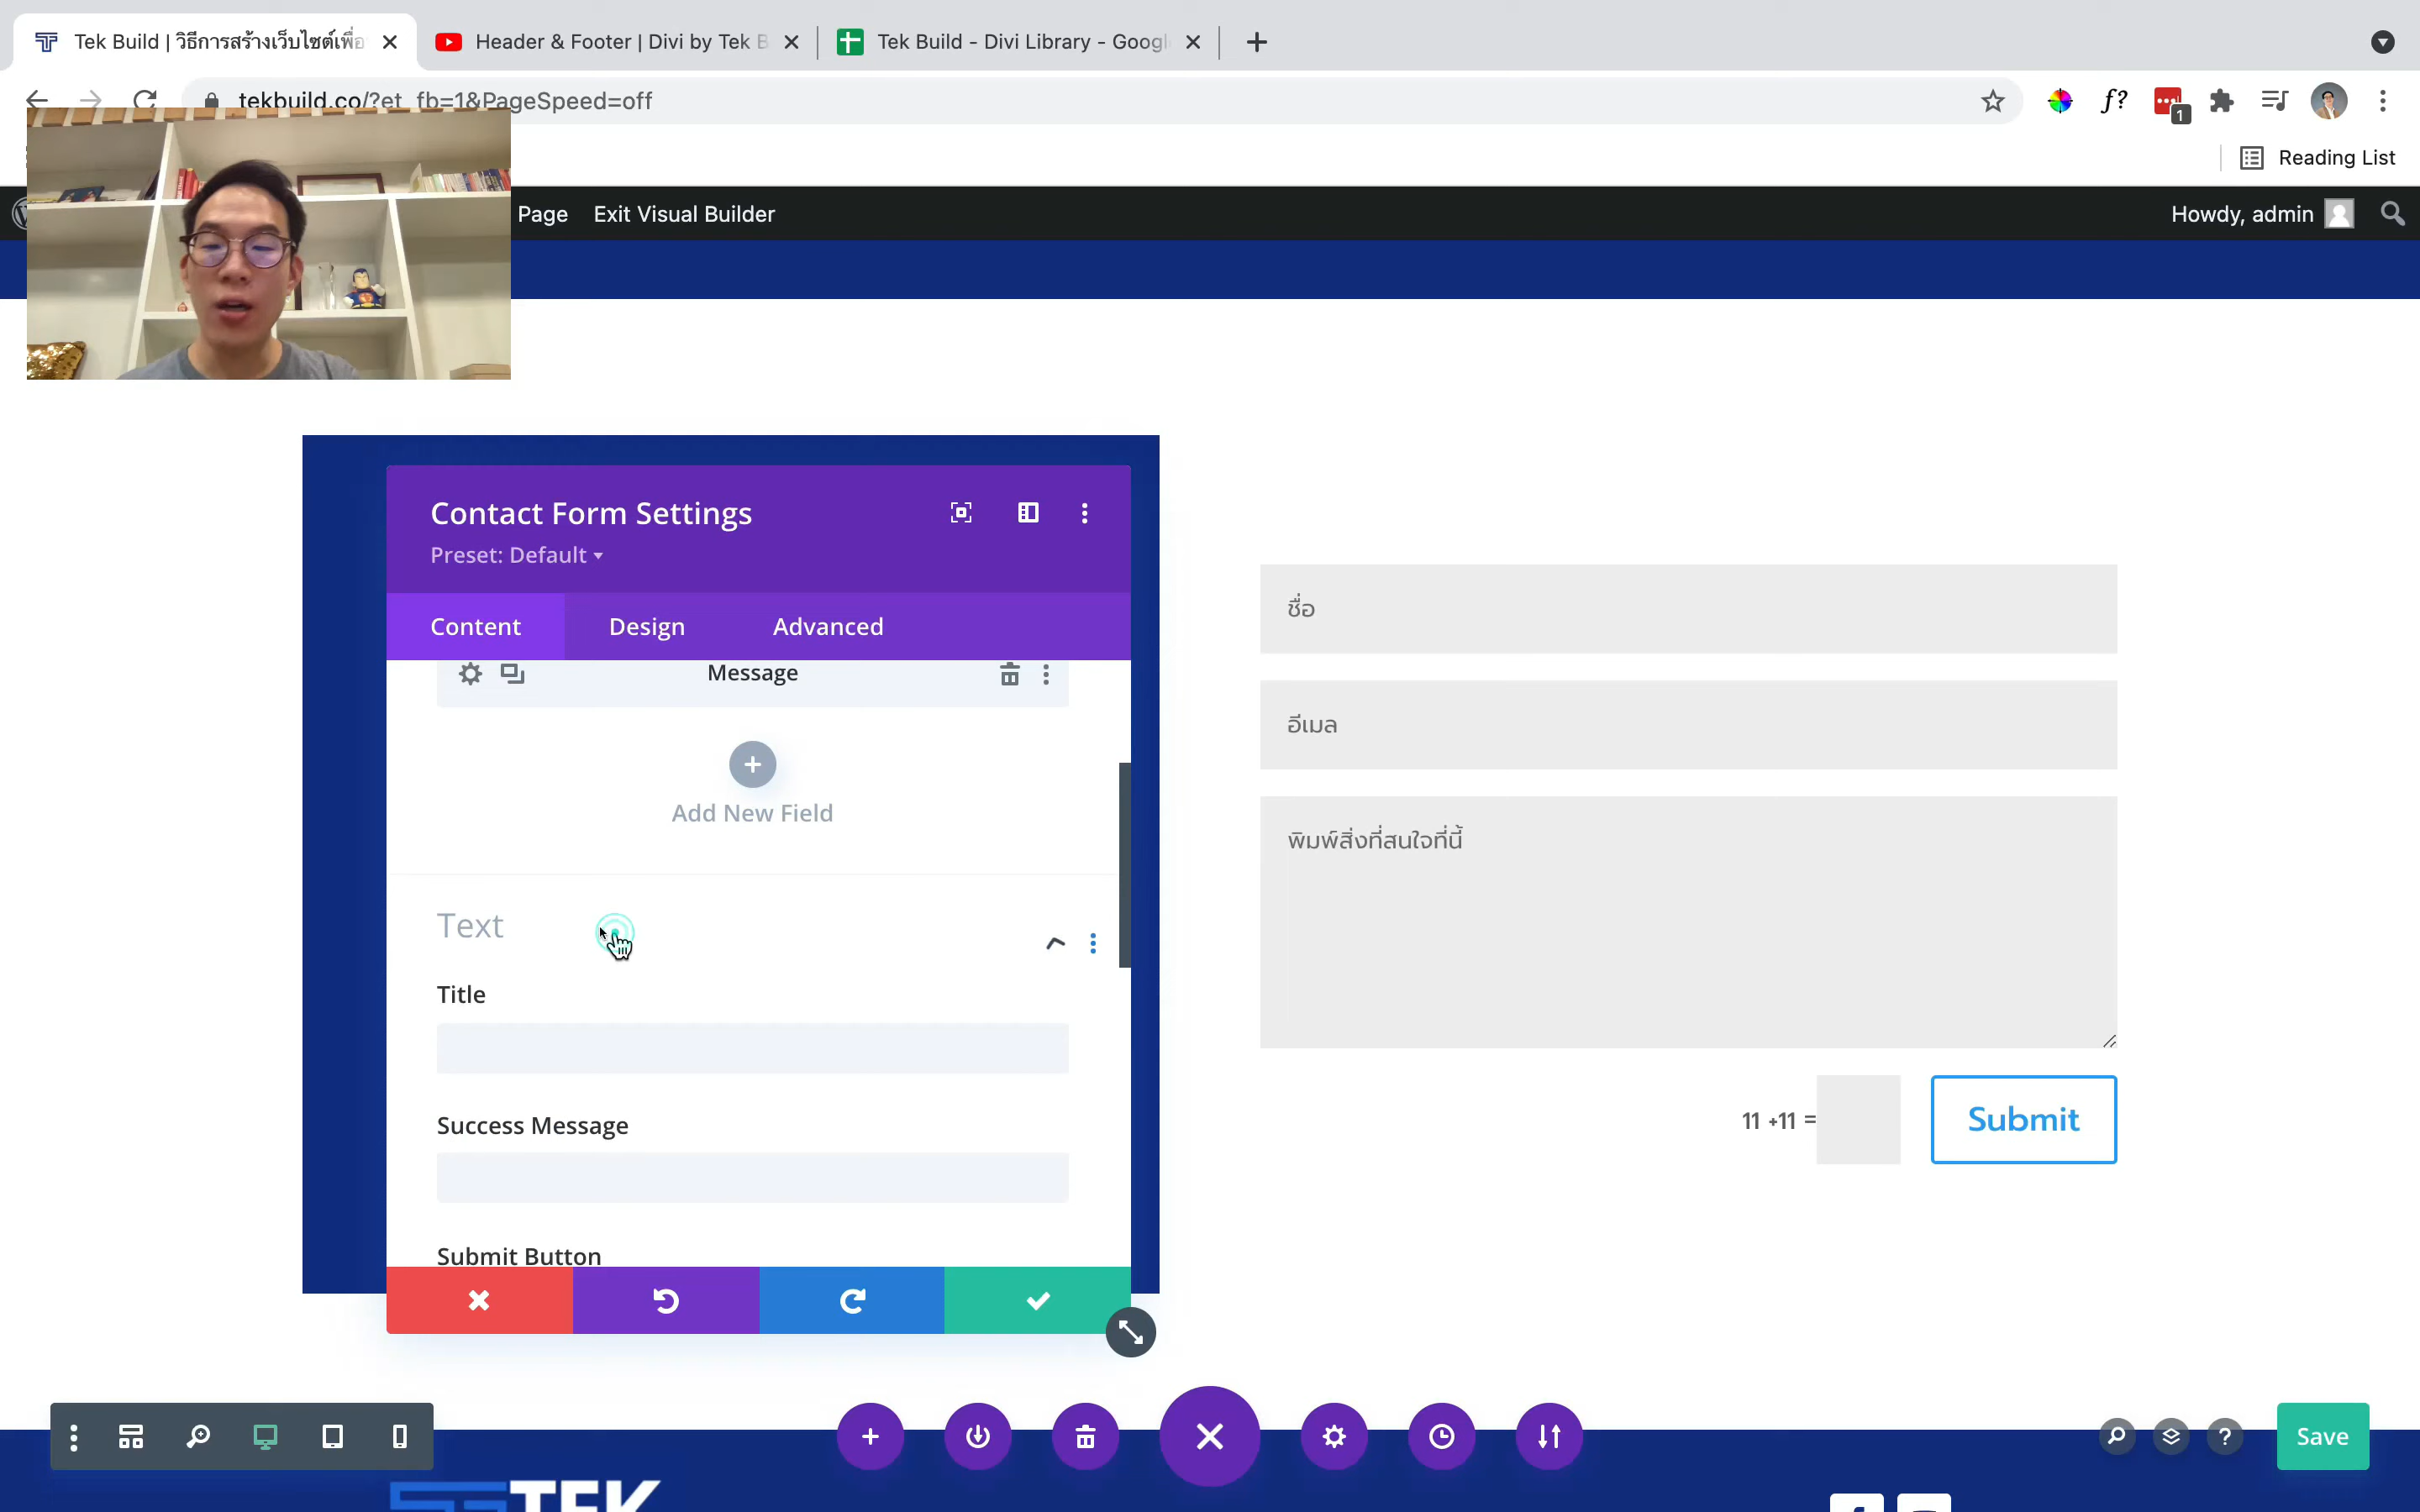 Tek Build | วิธีการสร้างเว็บไซต์เพื่อ
Header & Footer | Divi by Tek B
Tek Build - Divi Library - Googl
tekbuild.co/?et_fb=1&PageSpeed=off
f?
1
Reading List
Page
Exit Visual Builder
Howdy, admin
Contact Form Settings
Preset: Default
Content
Design
Advanced
Message
Add New Field
Text
Title
Success Message
Submit Button
ชื่อ
อีเมล
พิมพ์สิ่งที่สนใจที่นี้
11 +11 =
Submit
?
Save
TEK